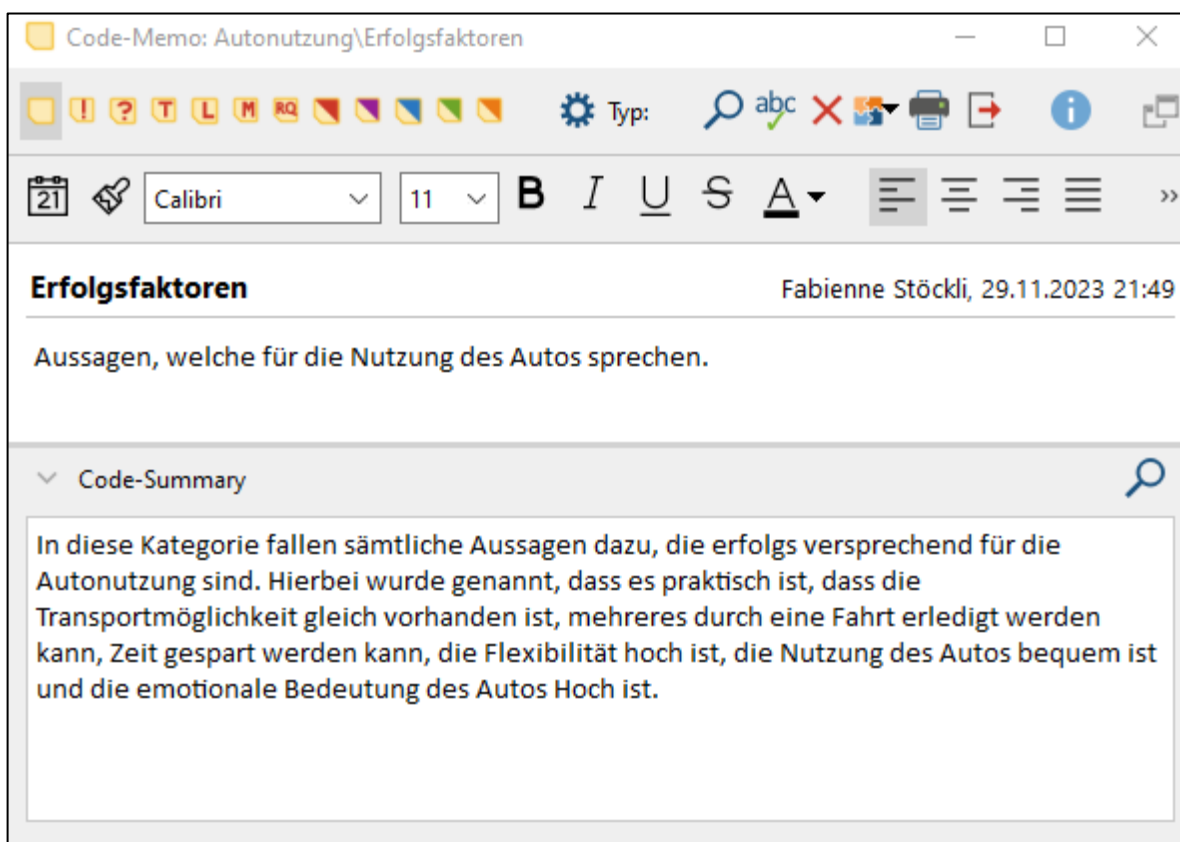 Code-Memo: Autonutzung\Erfolgsfaktoren
! ? T L M RQ Typ: abc i
21 Calibri 11 B I U S A »
Erfolgsfaktoren Fabienne Stöckli, 29.11.2023 21:49
Aussagen, welche für die Nutzung des Autos sprechen.
Code-Summary
In diese Kategorie fallen sämtliche Aussagen dazu, die erfolgs versprechend für die
Autonutzung sind. Hierbei wurde genannt, dass es praktisch ist, dass die
Transportmöglichkeit gleich vorhanden ist, mehreres durch eine Fahrt erledigt werden
kann, Zeit gespart werden kann, die Flexibilität hoch ist, die Nutzung des Autos bequem ist
und die emotionale Bedeutung des Autos Hoch ist.